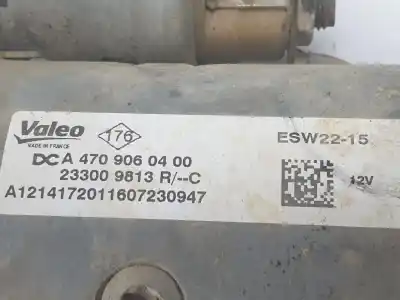 Valeo
MADE IN FRANCE
176
ESW22-15
DC A 470 906 04 00
23300 9813 R/--C
12V
A1214172011607230947